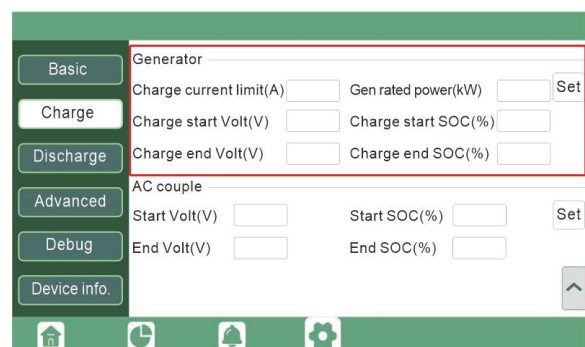 Basic
Charge
Discharge
Advanced
Debug
Device info.
Generator
Charge current limit(A) Gen rated power(kW) Set
Charge start Volt(V) Charge start SOC(%)
Charge end Volt(V) Charge end SOC(%)
AC couple
Start Volt(V) Start SOC(%) Set
End Volt(V) End SOC(%)